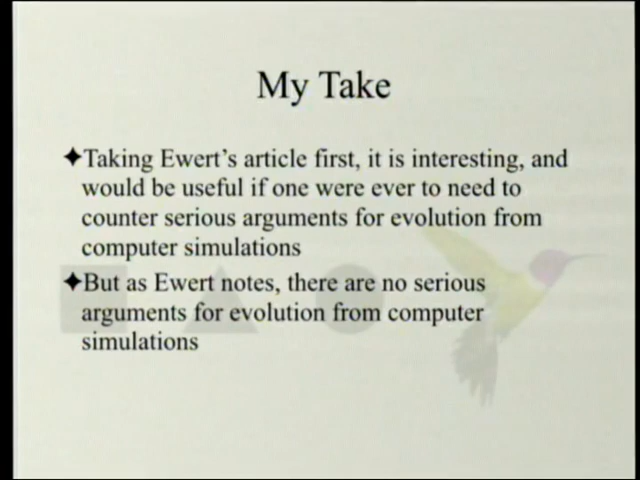 My Take
✦Taking Ewert's article first, it is interesting, and
would be useful if one were ever to need to
counter serious arguments for evolution from
computer simulations
✦But as Ewert notes, there are no serious
arguments for evolution from computer
simulations